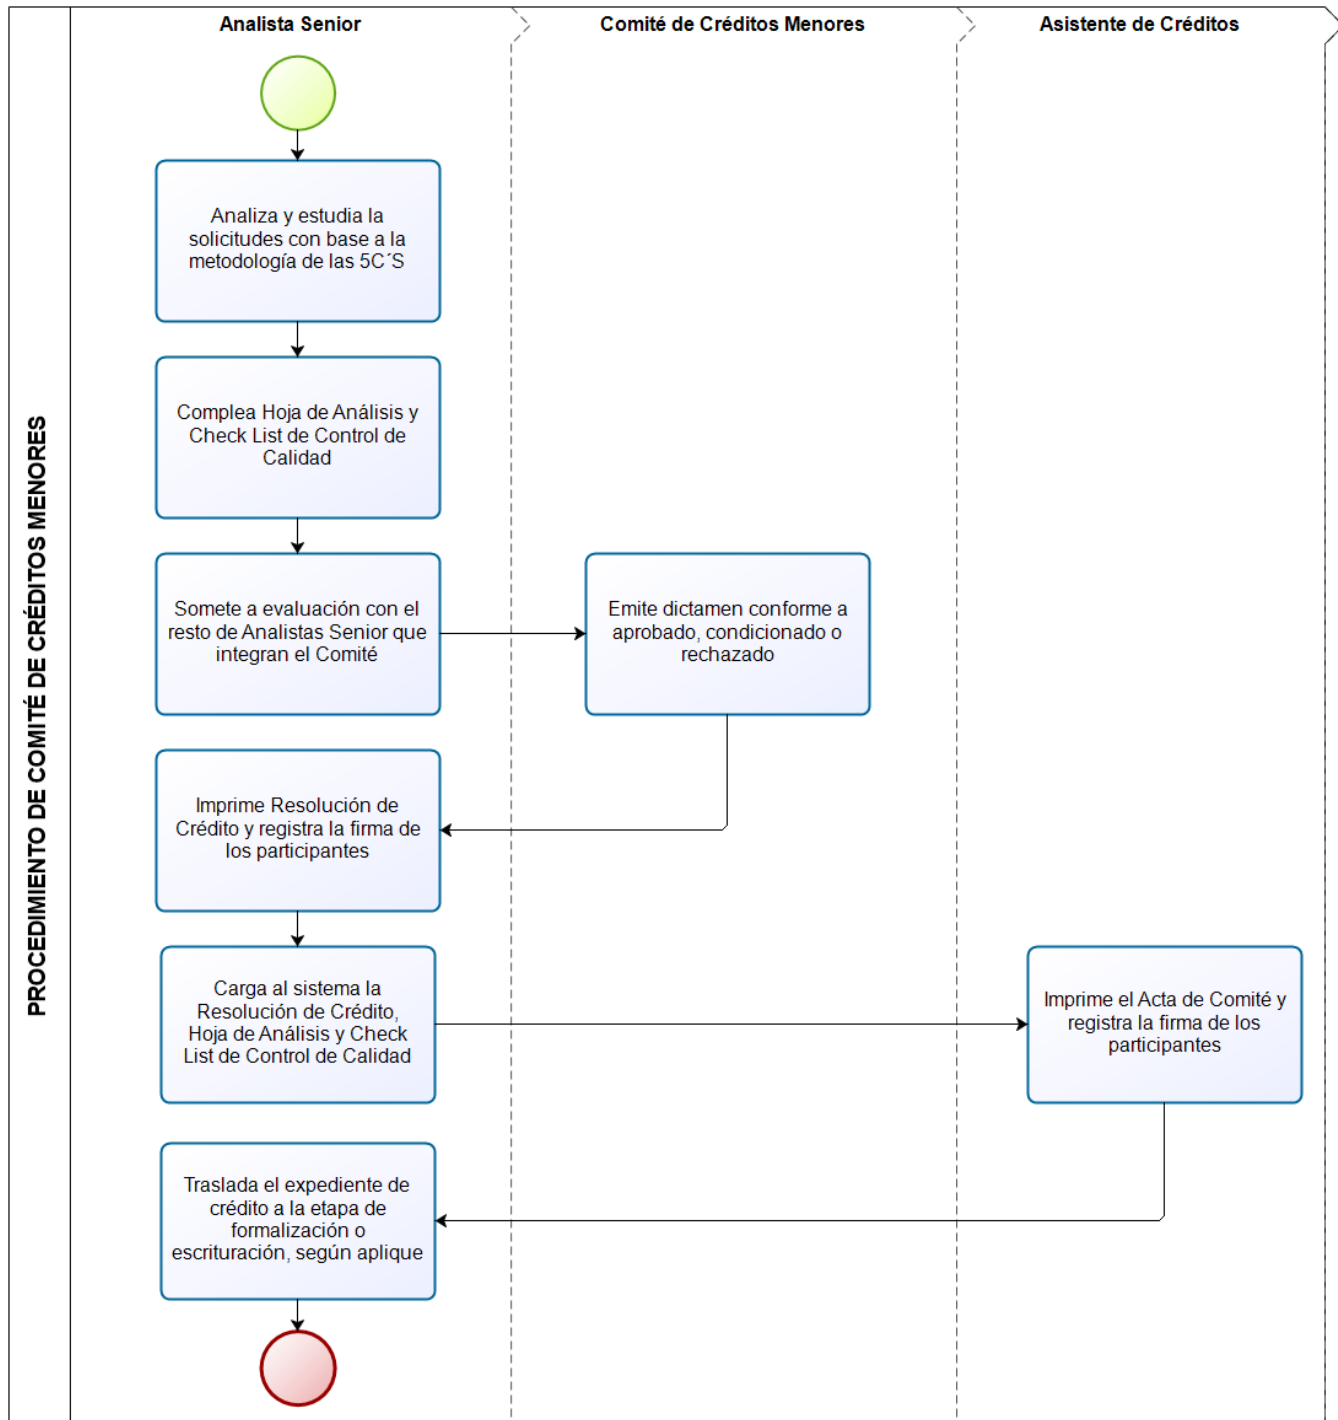 PROCEDIMIENTO DE COMITÉ DE CRÉDITOS MENORES
Analista Senior
Comité de Créditos Menores
Asistente de Créditos
Analiza y estudia la
solicitudes con base a la
metodología de las 5C´S
Complea Hoja de Análisis y
Check List de Control de
Calidad
Somete a evaluación con el
resto de Analistas Senior que
integran el Comité
Emite dictamen conforme a
aprobado, condicionado o
rechazado
Imprime Resolución de
Crédito y registra la firma de
los participantes
Carga al sistema la
Resolución de Crédito,
Hoja de Análisis y Check
List de Control de Calidad
Imprime el Acta de Comité y
registra la firma de los
participantes
Traslada el expediente de
crédito a la etapa de
formalización o
escrituración, según aplique